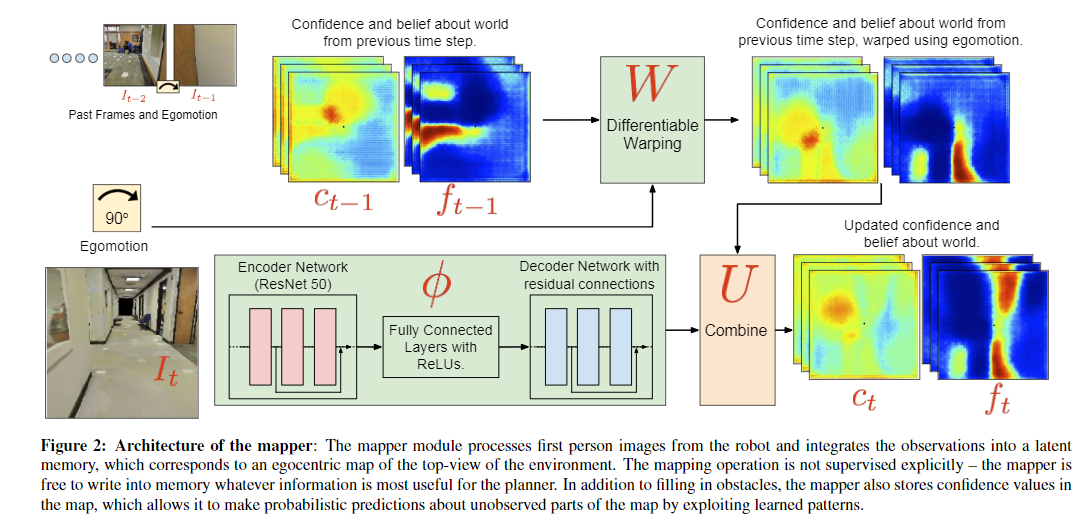 Confidence and belief about world
from previous time step.
Confidence and belief about world from
previous time step, warped using egomotion.
I_{t-2}
I_{t-1}
Past Frames and Egomotion
W
Differentiable
Warping
c_{t-1}
f_{t-1}
90°
Egomotion
Updated confidence and
belief about world.
I_t
Encoder Network
(ResNet 50)
ϕ
Fully Connected
Layers with
ReLUs.
Decoder Network with
residual connections
U
Combine
c_t
f_t
Figure 2: Architecture of the mapper: The mapper module processes first person images from the robot and integrates the observations into a latent
memory, which corresponds to an egocentric map of the top-view of the environment. The mapping operation is not supervised explicitly – the mapper is
free to write into memory whatever information is most useful for the planner. In addition to filling in obstacles, the mapper also stores confidence values in
the map, which allows it to make probabilistic predictions about unobserved parts of the map by exploiting learned patterns.